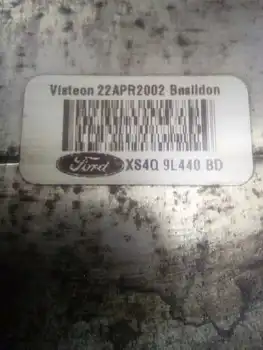 Visteon 22APR2002 Basildon
Ford XS4Q 9L440 BD